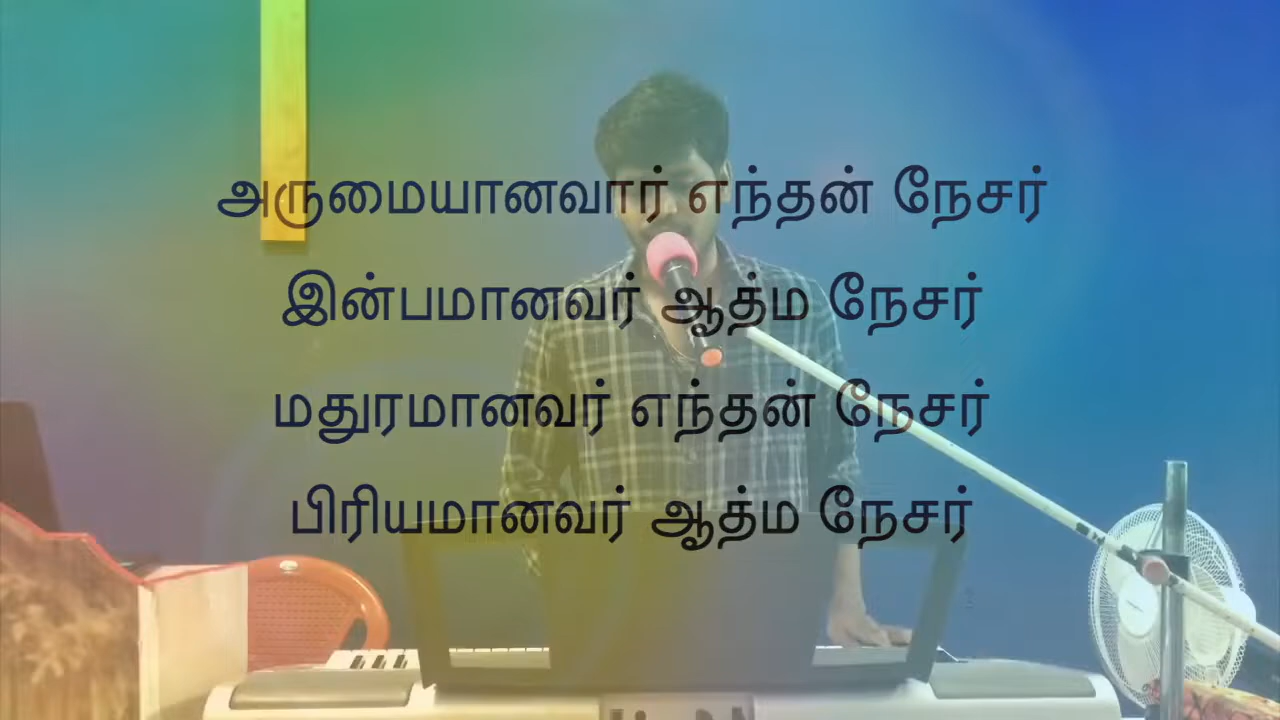 அருமையானவார் எந்தன் நேசர்
இன்பமானவர் ஆத்ம நேசர்
மதுரமானவர் எந்தன் நேசர்
பிரியமானவர் ஆத்ம நேசர்